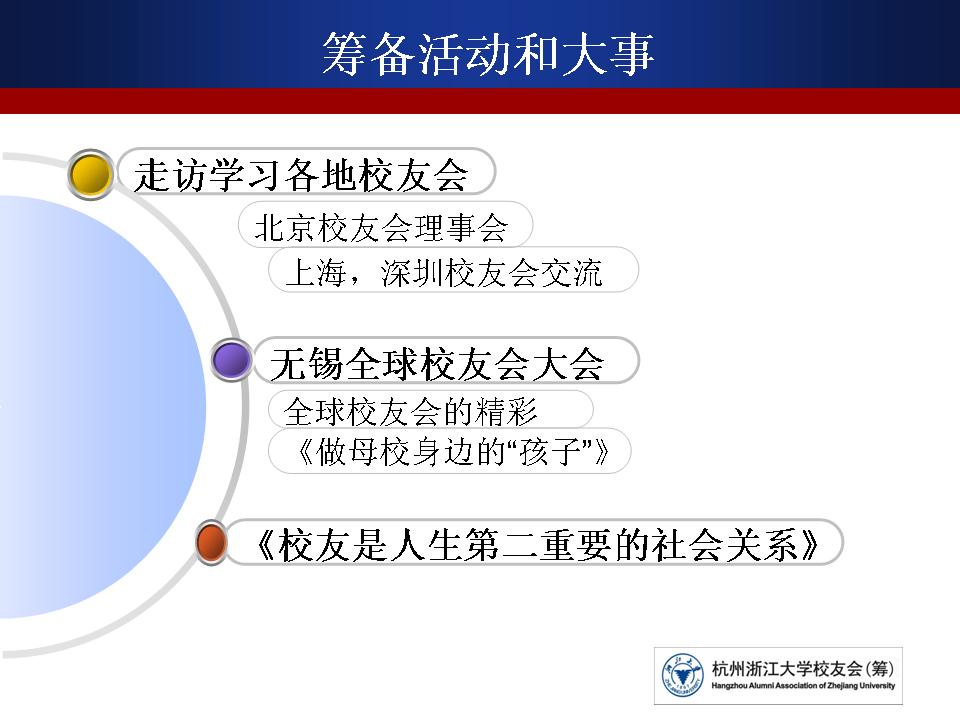 筹备活动和大事
走访学习各地校友会
北京校友会理事会
上海，深圳校友会交流
无锡全球校友会大会
全球校友会的精彩
《做母校身边的“孩子”》
《校友是人生第二重要的社会关系》
杭州浙江大学校友会(筹)
Hangzhou Alumni Association of Zhejiang University